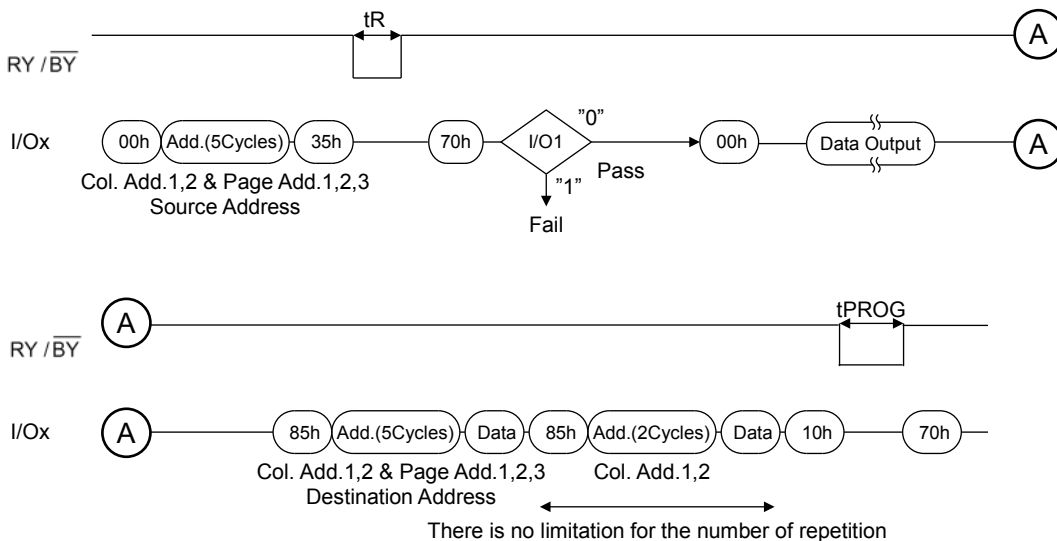 tR
A
RY / BY
I/Ox
00h Add.(5Cycles) 35h 70h I/O1 "0" 00h Data Output A
Pass
"1"
Fail
Col. Add.1,2 & Page Add.1,2,3
Source Address
A
tPROG
RY / BY
I/Ox
A 85h Add.(5Cycles) Data 85h Add.(2Cycles) Data 10h 70h
Col. Add.1,2 & Page Add.1,2,3 Col. Add.1,2
Destination Address
There is no limitation for the number of repetition